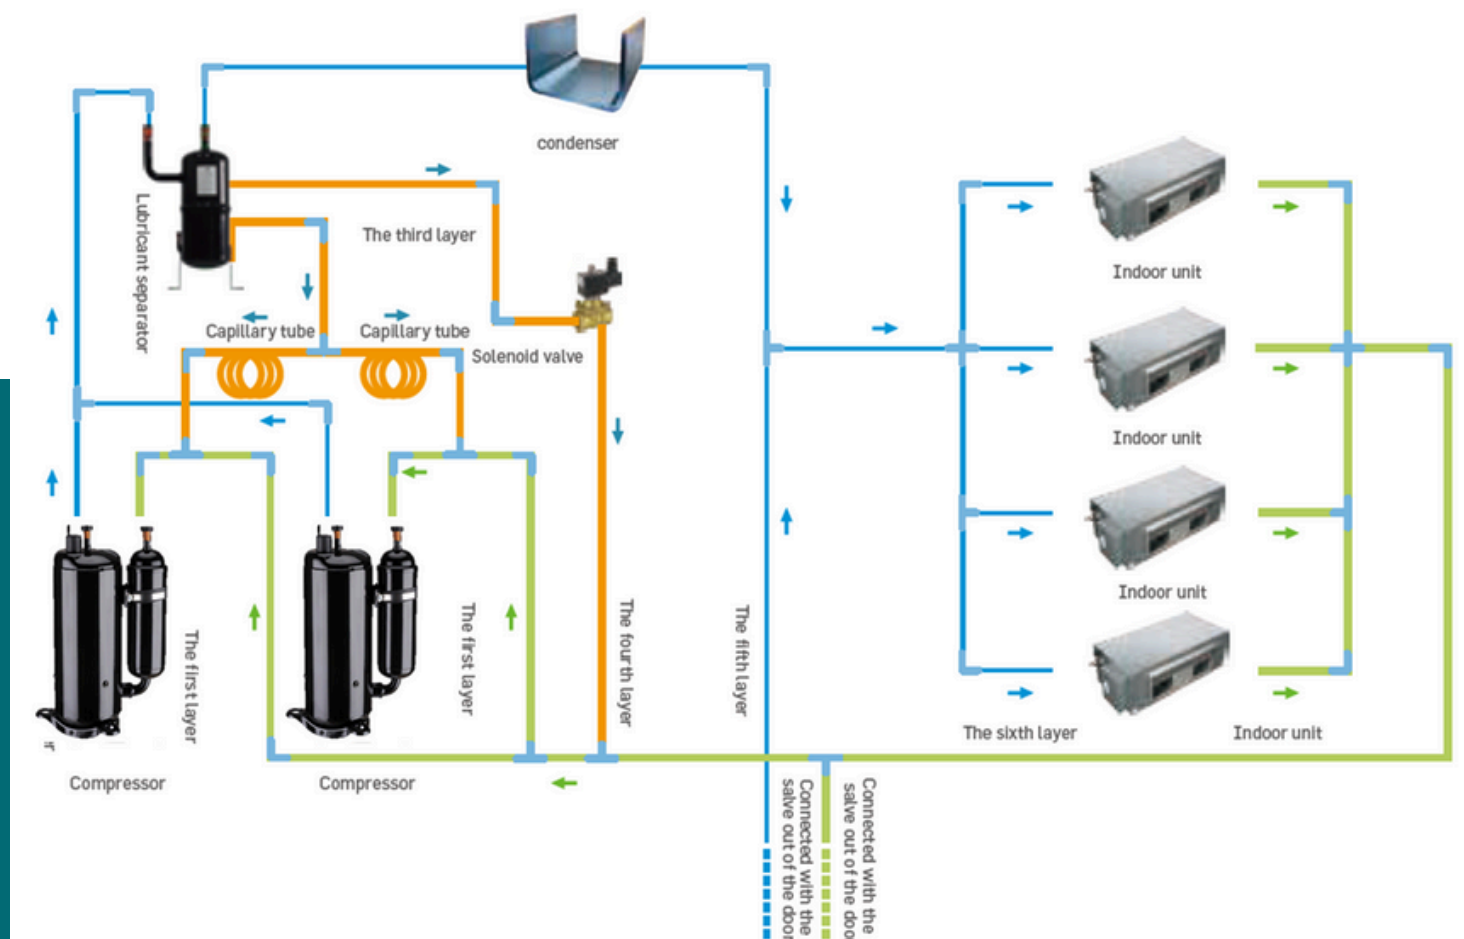 condenser
Lubricant separator
The third layer
Capillary tube
Capillary tube
Solenoid valve
Indoor unit
Indoor unit
Indoor unit
The first layer
The first layer
The fourth layer
The fifth layer
The sixth layer
Indoor unit
Compressor
Compressor
Connected with the
salve out of the door
Connected with the
salve out of the doo